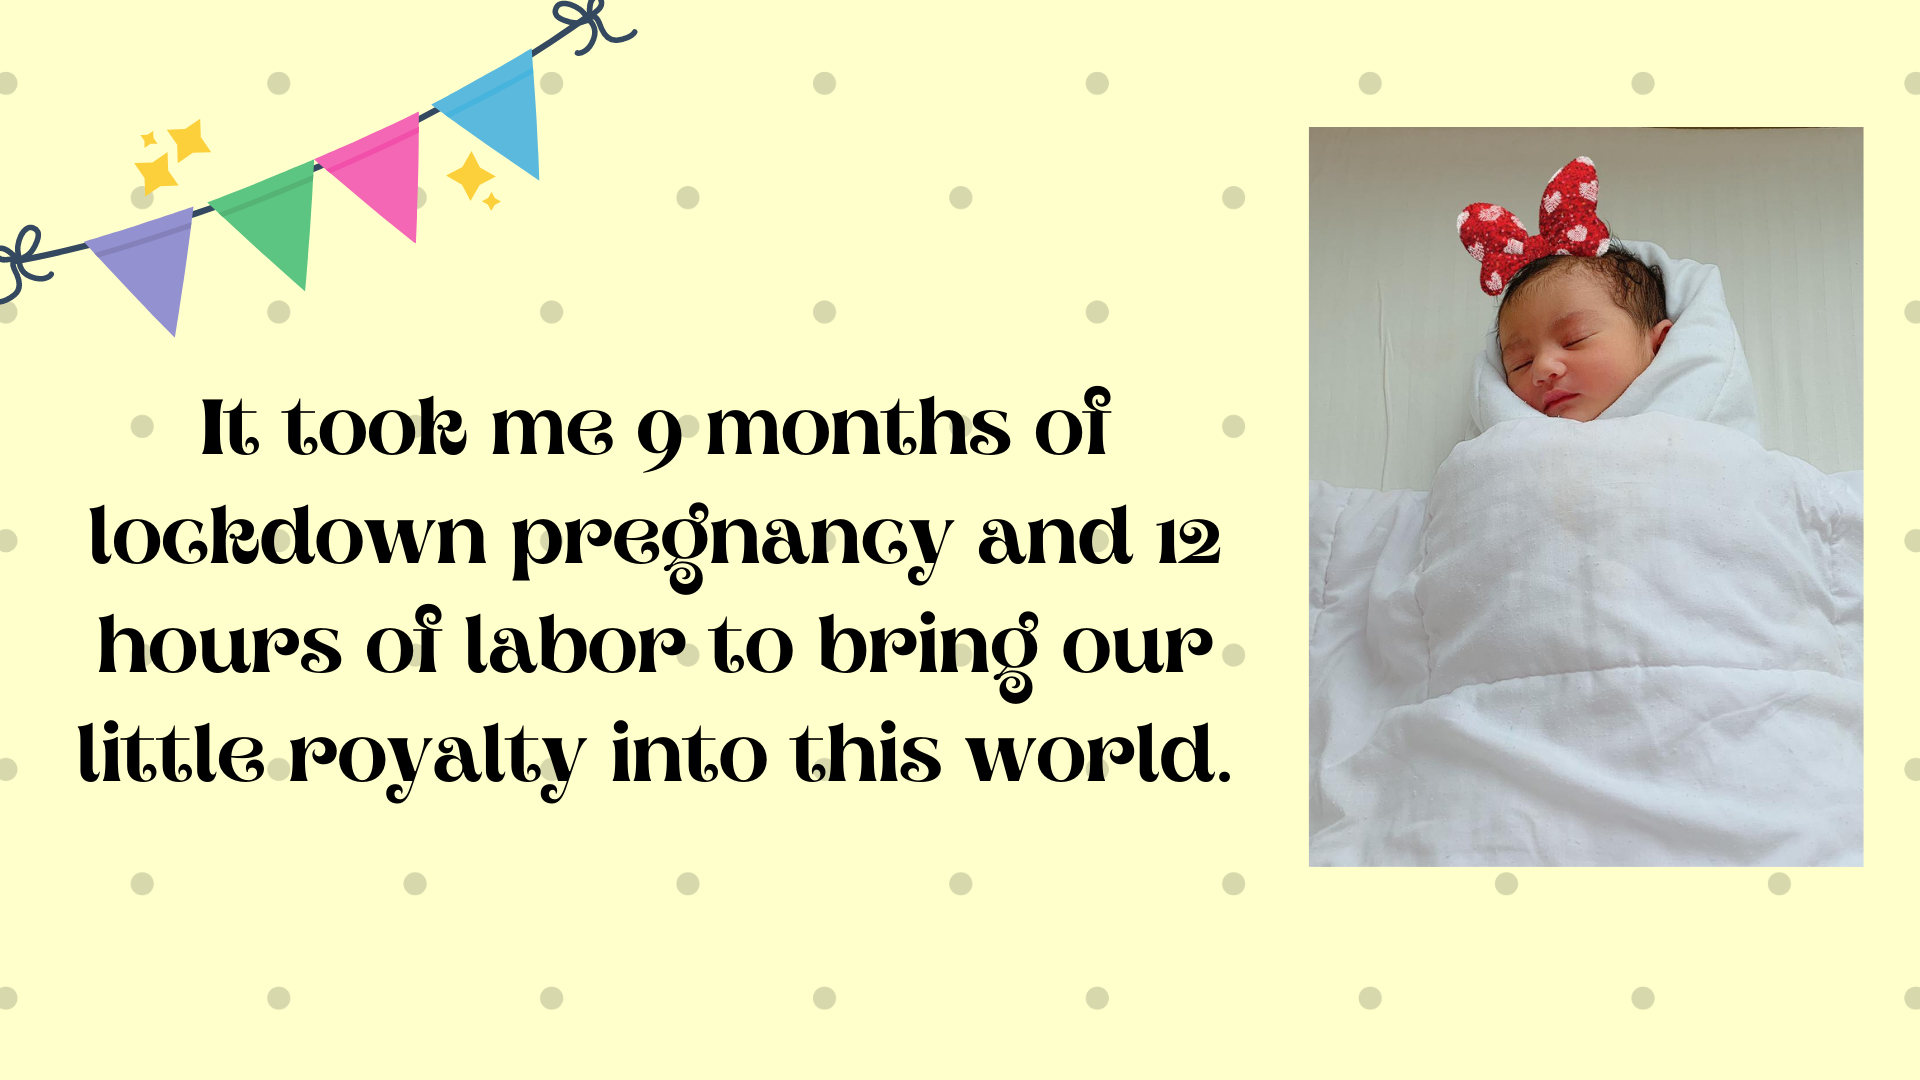 It took me 9 months of
lockdown pregnancy and 12
hours of labor to bring our
little royalty into this world.